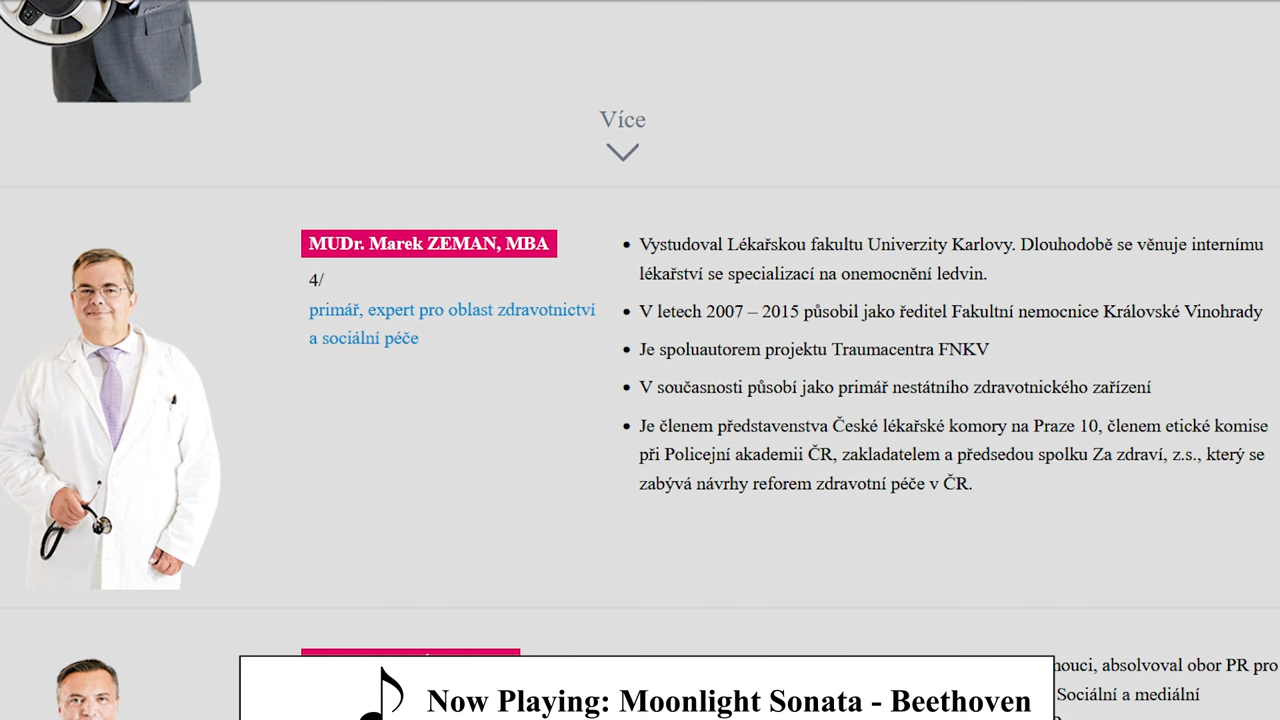 Více
MUDr. Marek ZEMAN, MBA
4/
primář, expert pro oblast zdravotnictví
a sociální péče
Vystudoval Lékařskou fakultu Univerzity Karlovy. Dlouhodobě se věnuje internímu
lékařství se specializací na onemocnění ledvin.
V letech 2007 – 2015 působil jako ředitel Fakultní nemocnice Královské Vinohrady
Je spoluautorem projektu Traumacentra FNKV
V současnosti působí jako primář nestátního zdravotnického zařízení
Je členem představenstva České lékařské komory na Praze 10, členem etické komise
při Policejní akademii ČR, zakladatelem a předsedou spolku Za zdraví, z.s., který se
zabývá návrhy reforem zdravotní péče v ČR.
absolvoval obor PR pro
Sociální a mediální
Now Playing: Moonlight Sonata - Beethoven